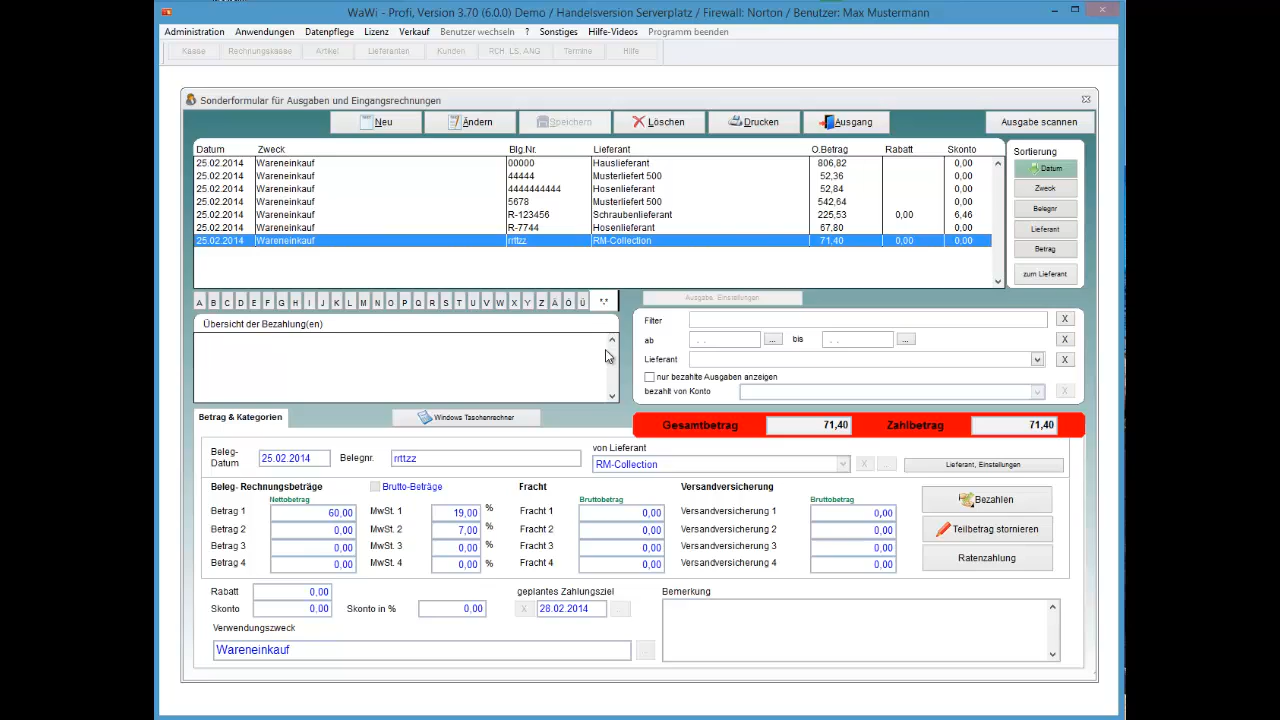 WaWi - Profi, Version 3.70 (6.0.0) Demo / Handelsversion Serverplatz / Firewall: Norton / Benutzer: Max Mustermann
Administration Anwendungen Datenpflege Lizenz Verkauf Benutzer wechseln ? Sonstiges Hilfe-Videos Programm beenden
Kasse Rechnungskasse Artikel Lieferanten Kunden RCH, LS, ANG Termine Hilfe
Sonderformular für Ausgaben und Eingangsrechnungen
Neu Ändern Speichern Löschen Drucken Ausgang Ausgabe scannen
Datum Zweck Blg.Nr. Lieferant O.Betrag Rabatt Skonto
25.02.2014 Wareneinkauf 00000 Hauslieferant 806,82 0,00
25.02.2014 Wareneinkauf 44444 Musterliefert 500 52,36 0,00
25.02.2014 Wareneinkauf 4444444444 Hosenlieferant 52,84 0,00
25.02.2014 Wareneinkauf 5678 Musterliefert 500 542,64 0,00
25.02.2014 Wareneinkauf R-123456 Schraubenlieferant 225,53 0,00 6,46
25.02.2014 Wareneinkauf R-7744 Hosenlieferant 67,80 0,00
25.02.2014 Wareneinkauf rrttzz RM-Collection 71,40 0,00 0,00
Sortierung
Datum
Zweck
Belegnr
Lieferant
Betrag
zum Lieferant
A B C D E F G H I J K L M N O P Q R S T U V W X Y Z Ä Ö Ü *.*
Ausgabe, Einstellungen
Übersicht der Bezahlung(en)
Filter X
ab . . ... bis . . ... X
Lieferant X
nur bezahlte Ausgaben anzeigen
bezahlt von Konto X
Betrag & Kategorien Windows Taschenrechner
Gesamtbetrag 71,40 Zahlbetrag 71,40
Beleg-Datum 25.02.2014 Belegnr. rrttzz von Lieferant RM-Collection X ... Lieferant, Einstellungen
Beleg- Rechnungsbeträge Brutto-Beträge Fracht Versandversicherung
Nettobetrag Bruttobetrag Bruttobetrag
Betrag 1 60,00 MwSt. 1 19,00 % Fracht 1 0,00 Versandversicherung 1 0,00
Betrag 2 0,00 MwSt. 2 7,00 % Fracht 2 0,00 Versandversicherung 2 0,00
Betrag 3 0,00 MwSt. 3 0,00 % Fracht 3 0,00 Versandversicherung 3 0,00
Betrag 4 0,00 MwSt. 4 0,00 % Fracht 4 0,00 Versandversicherung 4 0,00
Bezahlen
Teilbetrag stornieren
Ratenzahlung
Rabatt 0,00 geplantes Zahlungsziel Bemerkung
Skonto 0,00 Skonto in % 0,00 X 28.02.2014 ...
Verwendungszweck
Wareneinkauf ...